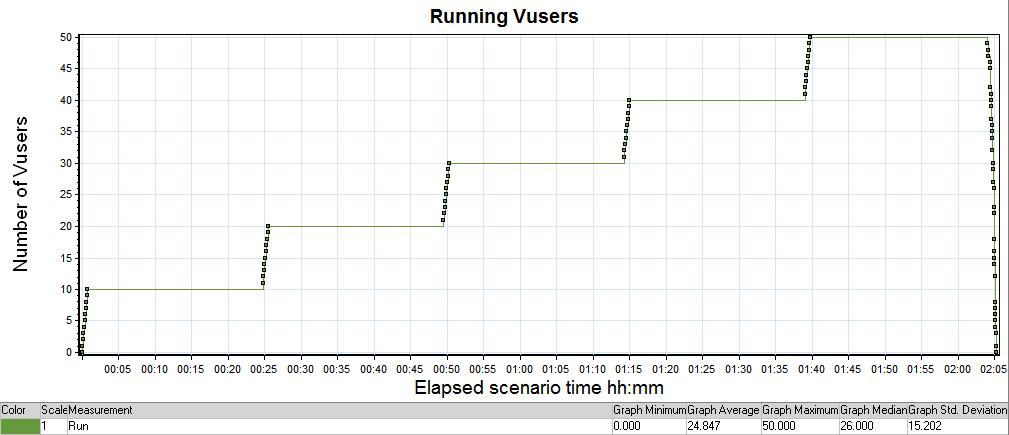 Running Vusers
Number of Vusers
50
45
40
35
30
25
20
15
10
5
0
00:05 00:10 00:15 00:20 00:25 00:30 00:35 00:40 00:45 00:50 00:55 01:00 01:05 01:10 01:15 01:20 01:25 01:30 01:35 01:40 01:45 01:50 01:55 02:00 02:05
Elapsed scenario time hh:mm
Color Scale Measurement Graph Minimum Graph Average Graph Maximum Graph Median Graph Std. Deviation
1 Run 0.000 24.847 50.000 26.000 15.202